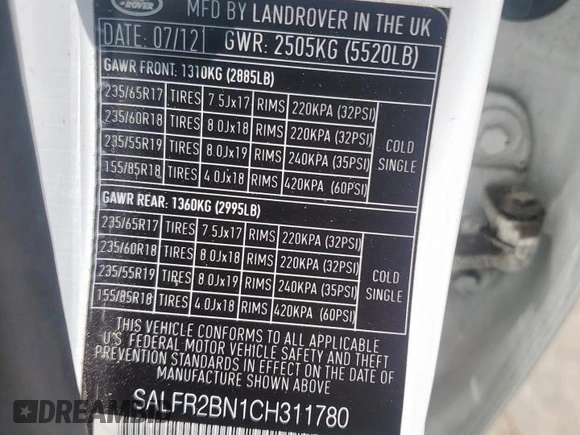 ROVER
MFD BY LANDROVER IN THE UK
DATE: 07/12 GWR: 2505KG (5520LB)
GAWR FRONT: 1310KG (2885LB)
235/65R17 TIRES 7.5Jx17 RIMS 220KPA (32PSI)
235/60R18 TIRES 8.0Jx18 RIMS 220KPA (32PSI) COLD
235/55R19 TIRES 8.0Jx19 RIMS 240KPA (35PSI) SINGLE
155/85R18 TIRES 4.0Jx18 RIMS 420KPA (60PSI)
GAWR REAR: 1360KG (2995LB)
235/65R17 TIRES 7.5Jx17 RIMS 220KPA (32PSI)
235/60R18 TIRES 8.0Jx18 RIMS 220KPA (32PSI) COLD
235/55R19 TIRES 8.0Jx19 RIMS 240KPA (35PSI) SINGLE
155/85R18 TIRES 4.0Jx18 RIMS 420KPA (60PSI)
THIS VEHICLE CONFORMS TO ALL APPLICABLE
U.S. FEDERAL MOTOR VEHICLE SAFETY AND THEFT
PREVENTION STANDARDS IN EFFECT ON THE DATE OF
MANUFACTURE SHOWN ABOVE
SALFR2BN1CH311780
AUTOHELPERBOT.COM